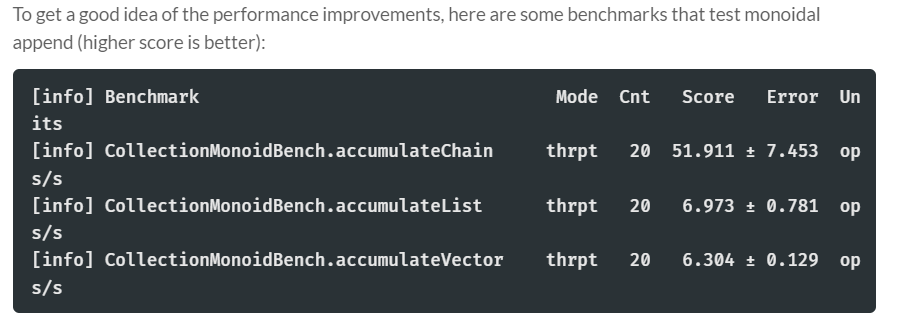 To get a good idea of the performance improvements, here are some benchmarks that test monoidal
append (higher score is better):
[info] Benchmark                                  Mode  Cnt   Score   Error  Un
its
[info] CollectionMonoidBench.accumulateChain     thrpt   20  51.911 ± 7.453  op
s/s
[info] CollectionMonoidBench.accumulateList      thrpt   20   6.973 ± 0.781  op
s/s
[info] CollectionMonoidBench.accumulateVector    thrpt   20   6.304 ± 0.129  op
s/s